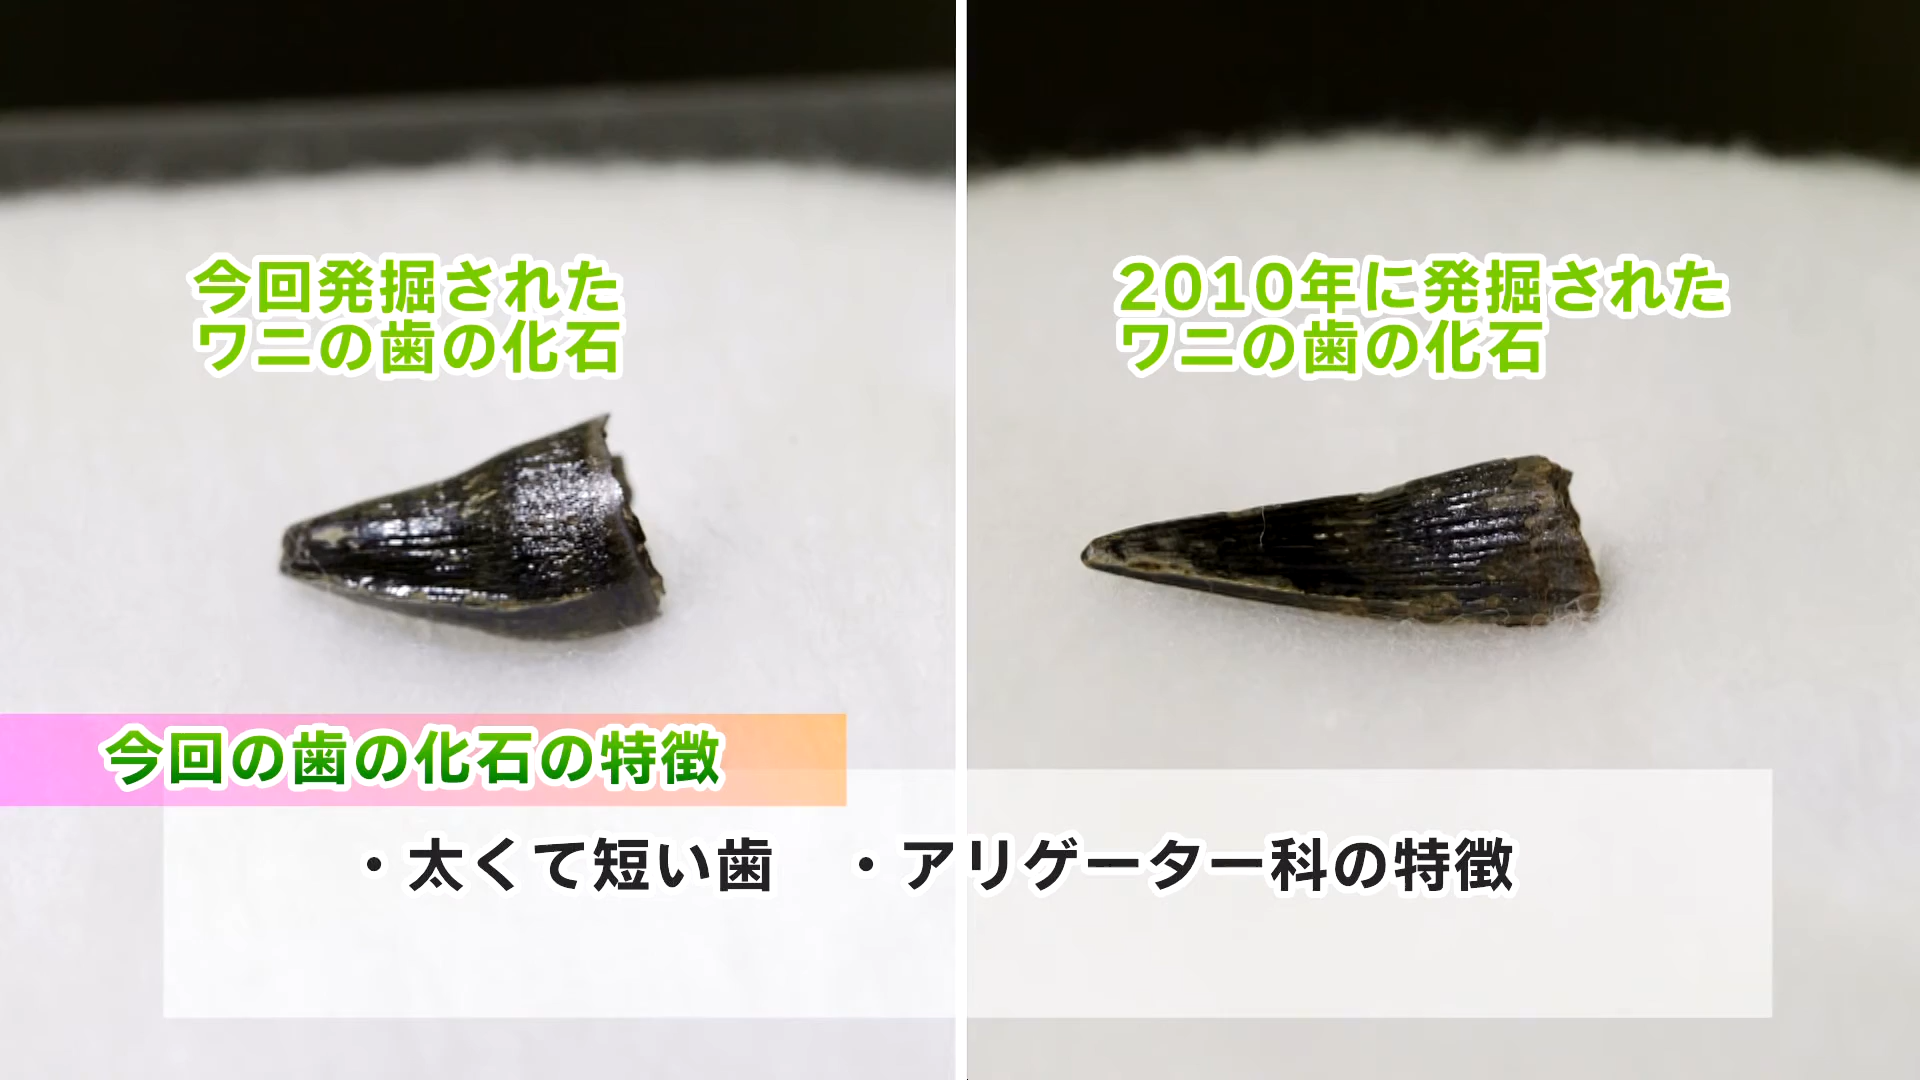 今回発掘された
ワニの歯の化石
2010年に発掘された
ワニの歯の化石
今回の歯の化石の特徴
・太くて短い歯　・アリゲーター科の特徴